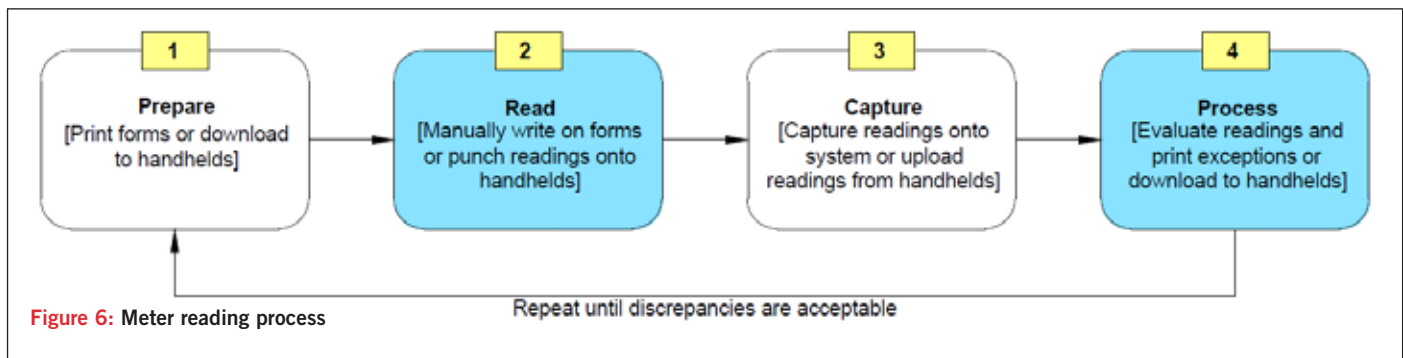 1
Prepare
[Print forms or download
to handhelds]
2
Read
[Manually write on forms
or punch readings onto
handhelds]
3
Capture
[Capture readings onto
system or upload
readings from handhelds]
4
Process
[Evaluate readings and
print exceptions or
download to handhelds]
Repeat until discrepancies are acceptable
Figure 6: Meter reading process